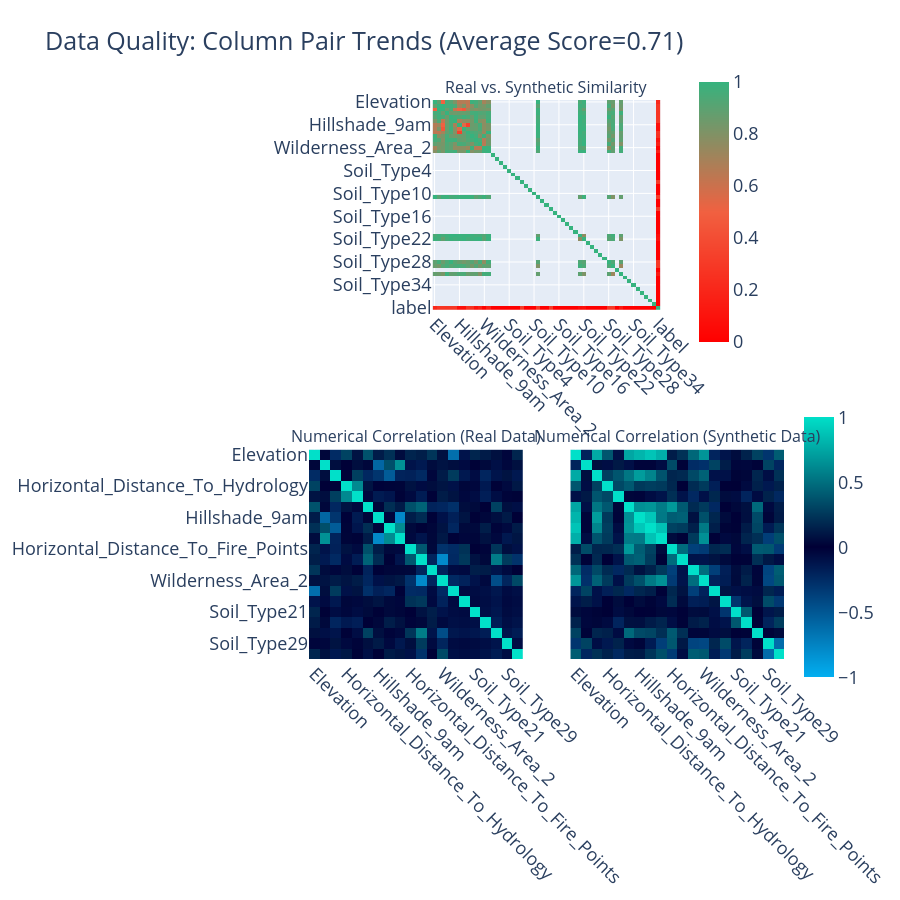 Data Quality: Column Pair Trends (Average Score=0.71)
Real vs. Synthetic Similarity
Elevation
Hillshade_9am
Wilderness_Area_2
Soil_Type4
Soil_Type10
Soil_Type16
Soil_Type22
Soil_Type28
Soil_Type34
label
Elevation
Hillshade_9am
Wilderness_Area_2
Soil_Type4
Soil_Type10
Soil_Type16
Soil_Type22
Soil_Type28
Soil_Type34
label
1
0.8
0.6
0.4
0.2
0
Numerical Correlation (Real Data)
Numerical Correlation (Synthetic Data)
Elevation
Horizontal_Distance_To_Hydrology
Hillshade_9am
Horizontal_Distance_To_Fire_Points
Wilderness_Area_2
Soil_Type21
Soil_Type29
Elevation
Horizontal_Distance_To_Hydrology
Hillshade_9am
Horizontal_Distance_To_Fire_Points
Wilderness_Area_2
Soil_Type21
Soil_Type29
Elevation
Horizontal_Distance_To_Hydrology
Hillshade_9am
Horizontal_Distance_To_Fire_Points
Wilderness_Area_2
Soil_Type21
Soil_Type29
1
0.5
0
−0.5
−1